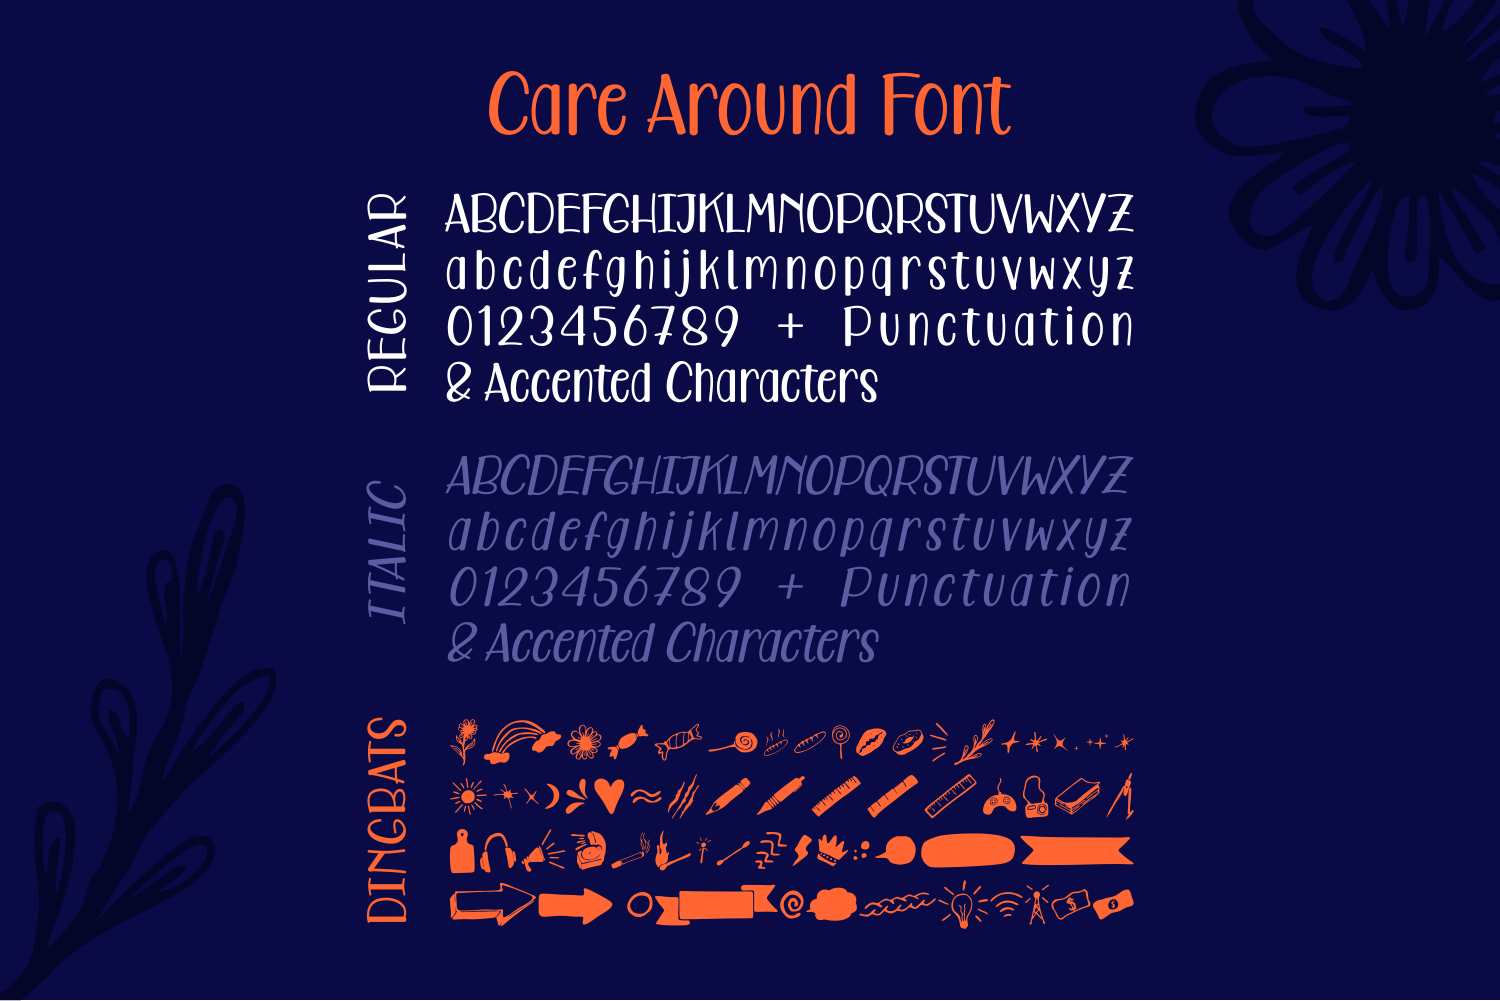 Care Around Font
REGULAR
ABCDEFGHIJKLMNOPQRSTUVWXYZ
abcdefghijklmnopqrstuvwxyz
0123456789 + Punctuation
& Accented Characters
ITALIC
ABCDEFGHIJKLMNOPQRSTUVWXYZ
abcdefghijklmnopqrstuvwxyz
0123456789 + Punctuation
& Accented Characters
DINGBATS